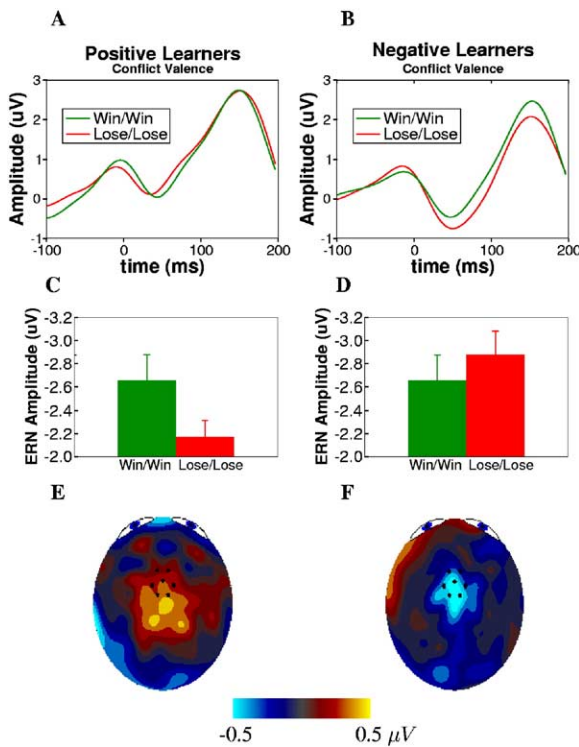 A
B
Positive Learners
Conflict Valence
Negative Learners
Conflict Valence
Amplitude (uV)
3
2
1
0
-1
Win/Win
Lose/Lose
-100
0
100
200
time (ms)
Amplitude (uV)
3
2
1
0
-1
Win/Win
Lose/Lose
-100
0
100
200
time (ms)
C
D
ERN Amplitude (uV)
-3.2
-3.0
-2.8
-2.6
-2.4
-2.2
-2.0
Win/Win Lose/Lose
ERN Amplitude (uV)
-3.2
-3.0
-2.8
-2.6
-2.4
-2.2
-2.0
Win/Win Lose/Lose
E
F
-0.5
0.5 μV